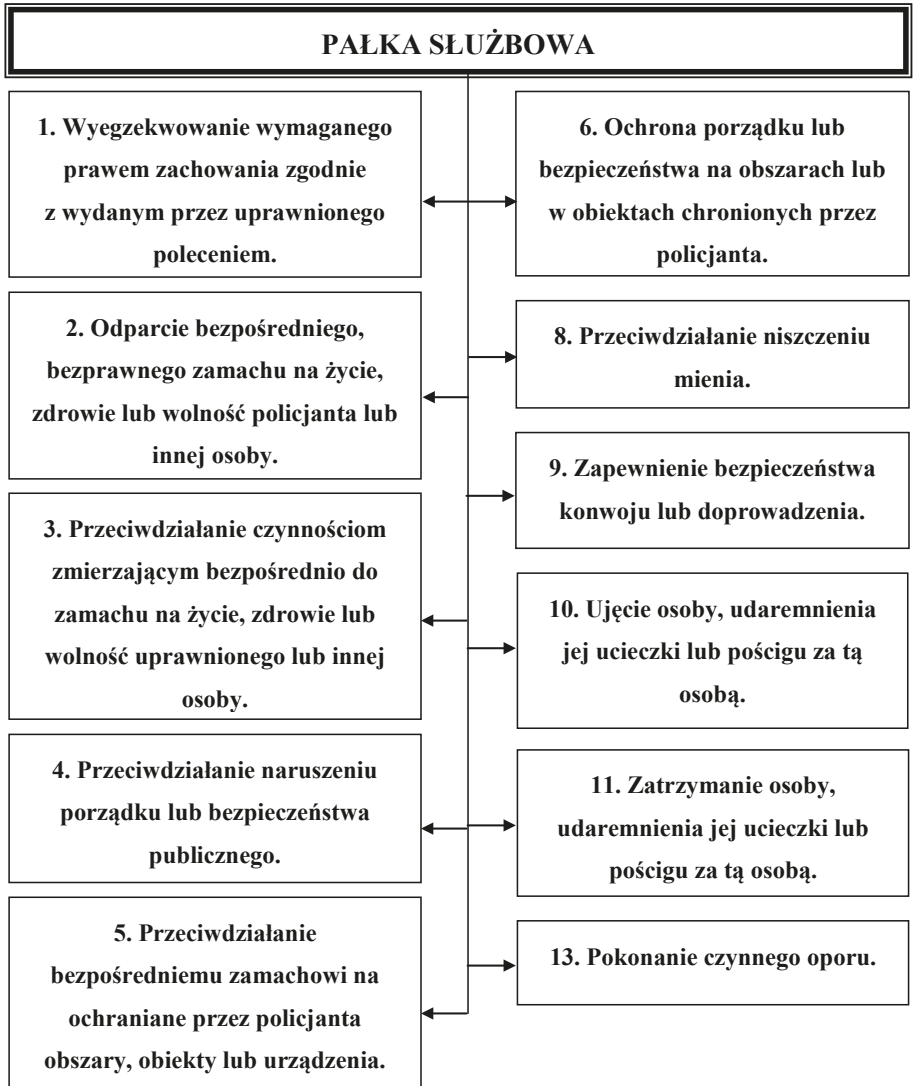 PAŁKA SŁUŻBOWA
1. Wyegzekwowanie wymaganego
prawem zachowania zgodnie
z wydanym przez uprawnionego
poleceniem.
2. Odparcie bezpośredniego,
bezprawnego zamachu na życie,
zdrowie lub wolność policjanta lub
innej osoby.
3. Przeciwdziałanie czynnościom
zmierzającym bezpośrednio do
zamachu na życie, zdrowie lub
wolność uprawnionego lub innej
osoby.
4. Przeciwdziałanie naruszeniu
porządku lub bezpieczeństwa
publicznego.
5. Przeciwdziałanie
bezpośredniemu zamachowi na
ochraniane przez policjanta
obszary, obiekty lub urządzenia.
6. Ochrona porządku lub
bezpieczeństwa na obszarach lub
w obiektach chronionych przez
policjanta.
8. Przeciwdziałanie niszczeniu
mienia.
9. Zapewnienie bezpieczeństwa
konwoju lub doprowadzenia.
10. Ujęcie osoby, udaremnienia
jej ucieczki lub pościgu za tą
osobą.
11. Zatrzymanie osoby,
udaremnienia jej ucieczki lub
pościgu za tą osobą.
13. Pokonanie czynnego oporu.